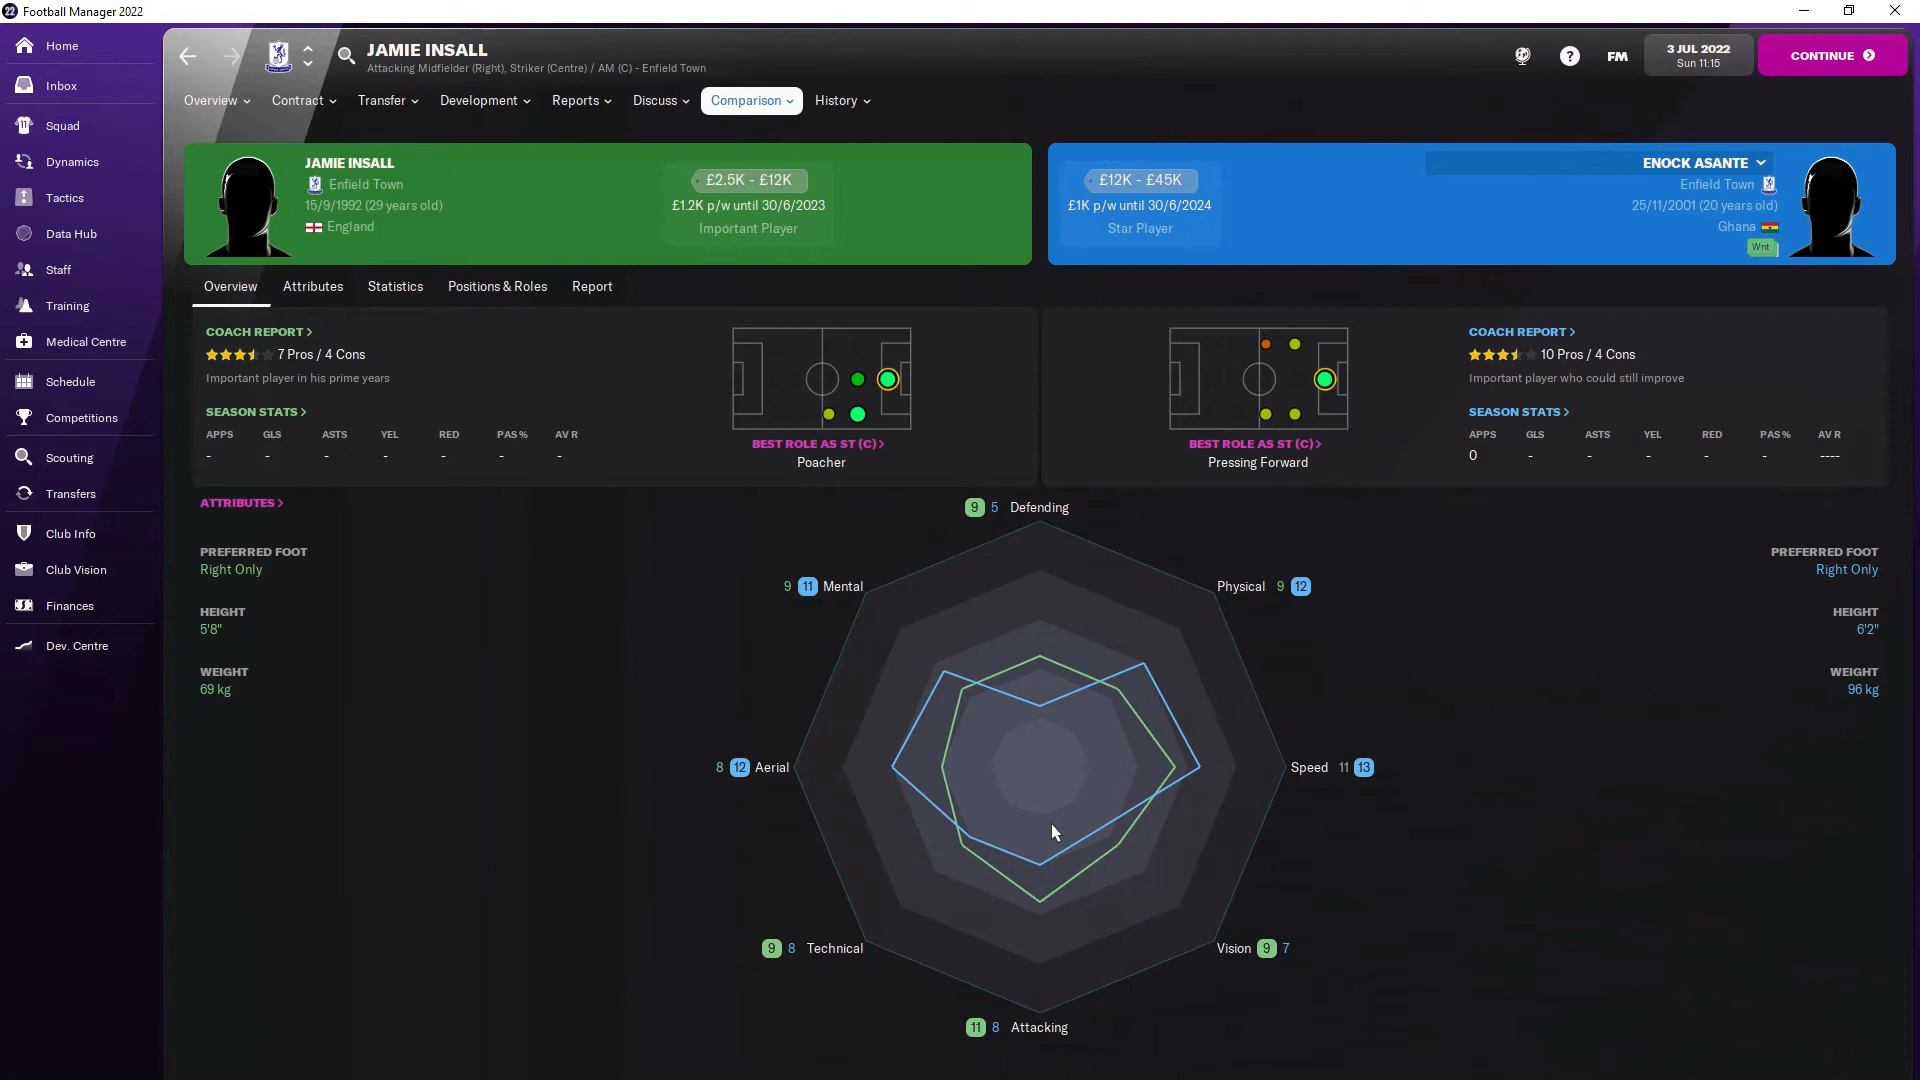 22 Football Manager 2022
Home
Inbox
Squad
Dynamics
Tactics
Data Hub
Staff
Training
Medical Centre
Schedule
Competitions
Scouting
Transfers
Club Info
Club Vision
Finances
Dev. Centre
JAMIE INSALL
Attacking Midfielder (Right), Striker (Centre) / AM (C) - Enfield Town
? FM
3 JUL 2022
Sun 11:15
CONTINUE
Overview Contract Transfer Development Reports Discuss Comparison History
JAMIE INSALL
Enfield Town
15/9/1992 (29 years old)
England
£2.5K - £12K
£1.2K p/w until 30/6/2023
Important Player
£12K - £45K
£1K p/w until 30/6/2024
Star Player
ENOCK ASANTE
Enfield Town
25/11/2001 (20 years old)
Ghana
Wnt
Overview Attributes Statistics Positions & Roles Report
COACH REPORT >
7 Pros / 4 Cons
Important player in his prime years
SEASON STATS >
APPS GLS ASTS YEL RED PAS % AV R
- - - - - - -
BEST ROLE AS ST (C) >
Poacher
BEST ROLE AS ST (C) >
Pressing Forward
COACH REPORT >
10 Pros / 4 Cons
Important player who could still improve
SEASON STATS >
APPS GLS ASTS YEL RED PAS % AV R
0 - - - - - ----
ATTRIBUTES >
PREFERRED FOOT
Right Only
HEIGHT
5'8"
WEIGHT
69 kg
9 5 Defending
9 11 Mental
Physical 9 12
8 12 Aerial
Speed 11 13
9 8 Technical
Vision 9 7
11 8 Attacking
PREFERRED FOOT
Right Only
HEIGHT
6'2"
WEIGHT
96 kg